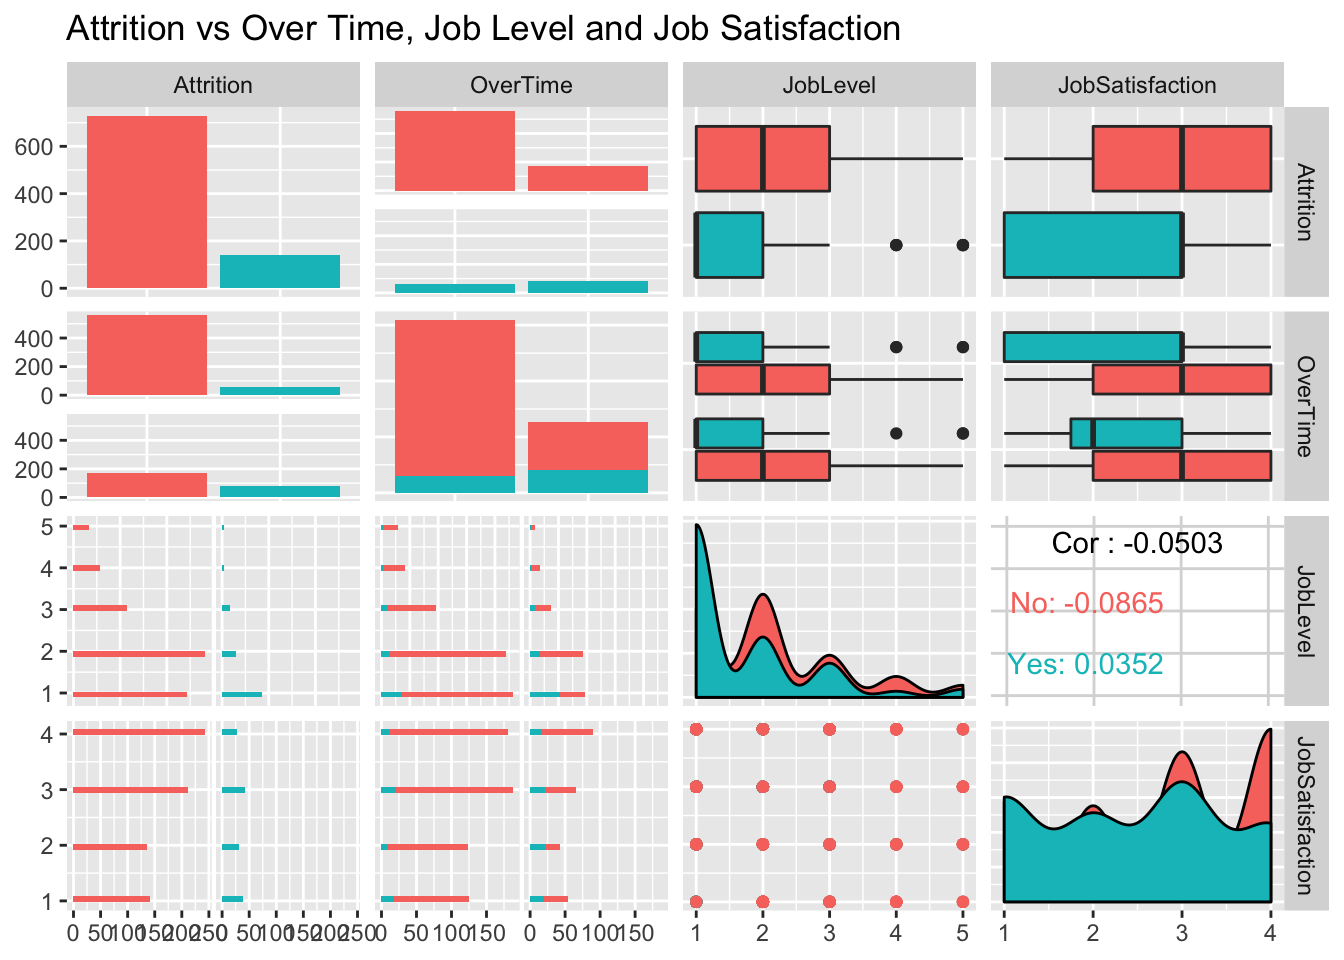 Attrition vs Over Time, Job Level and Job Satisfaction
Attrition
OverTime
JobLevel
JobSatisfaction
600
400
200
0
Attrition
400
200
0
400
200
0
OverTime
5
4
3
2
1
Cor : -0.0503
No: -0.0865
Yes: 0.0352
JobLevel
4
3
2
1
JobSatisfaction
0 50 100 150 200 250 0 50 100 150 200 250
0 50 100 150 0 50 100 150
1 2 3 4 5
1 2 3 4